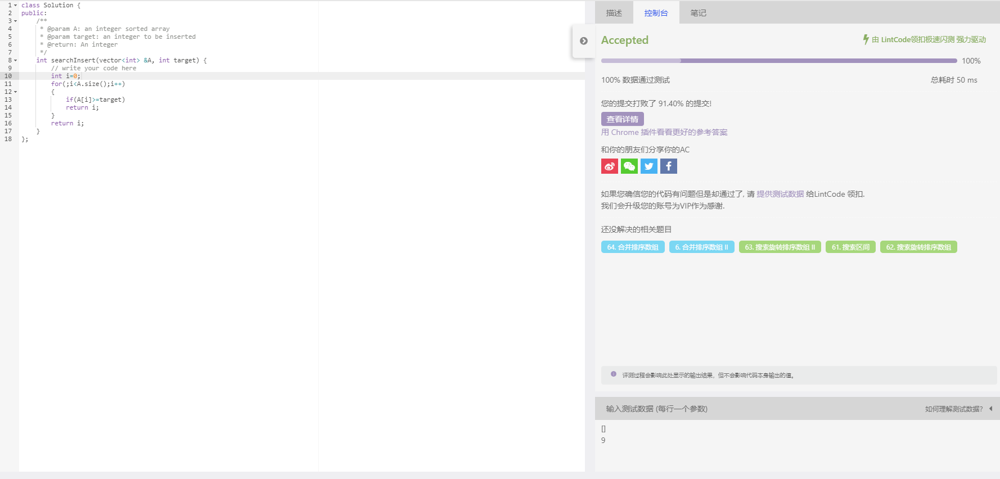 1 class Solution {
2 public:
3 /**
4 * @param A: an integer sorted array
5 * @param target: an integer to be inserted
6 * @return: An integer
7 */
8 int searchInsert(vector<int> &A, int target) {
9 // write your code here
10 int i=0;
11 for(;i<A.size();i++)
12 {
13 if(A[i]>=target)
14 return i;
15 }
16 return i;
17 }
18 };
描述 控制台 笔记
Accepted 由 LintCode领扣极速闪测 强力驱动
100%
100% 数据通过测试 总耗时 50 ms
您的提交打败了 91.40% 的提交!
查看详情
用 Chrome 插件看看更好的参考答案
和你的朋友们分享你的AC
如果您确信您的代码有问题但是却通过了, 请 提供测试数据 给LintCode 领扣.
我们会升级您的账号为VIP作为感谢.
还没解决的相关题目
64. 合并排序数组 6. 合并排序数组 II 63. 搜索旋转排序数组 II 61. 搜索区间 62. 搜索旋转排序数组
评测过程会影响此处显示的输出结果，但不会影响代码本身输出的值。
输入测试数据 (每行一个参数) 如何理解测试数据?
[]
9